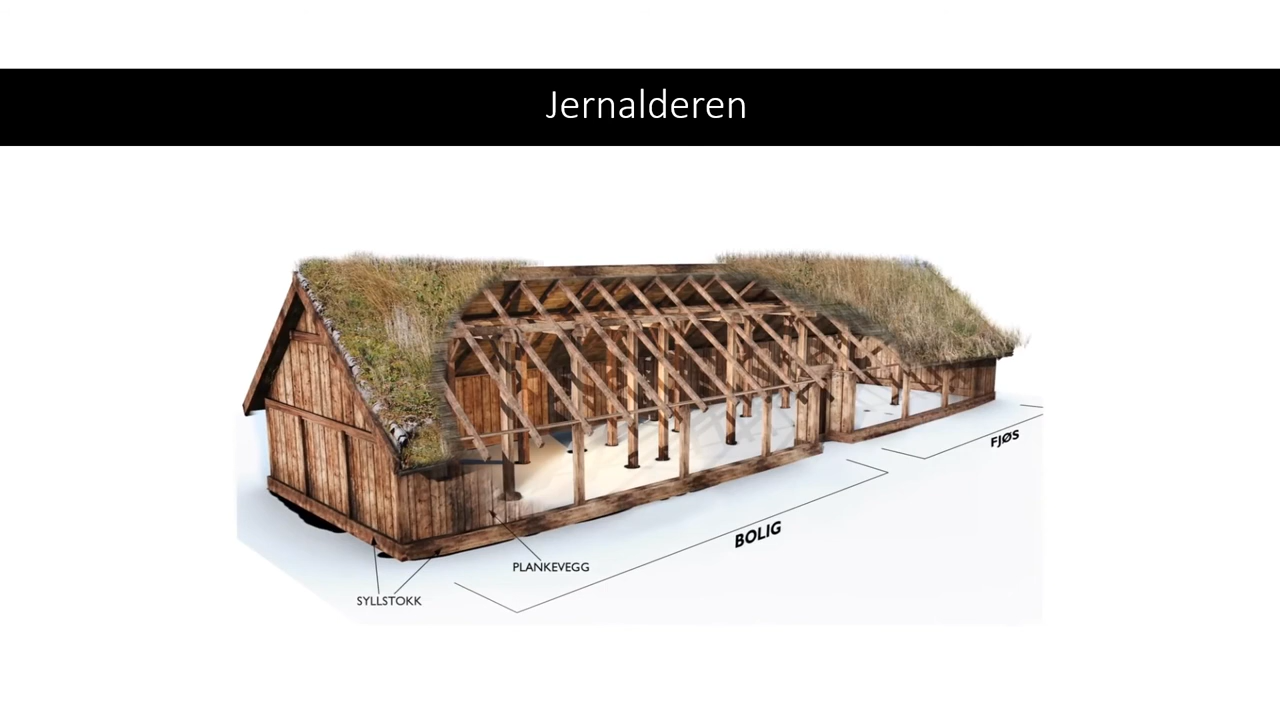 Jernalderen
FJØS
BOLIG
PLANKEVEGG
SYLLSTOKK